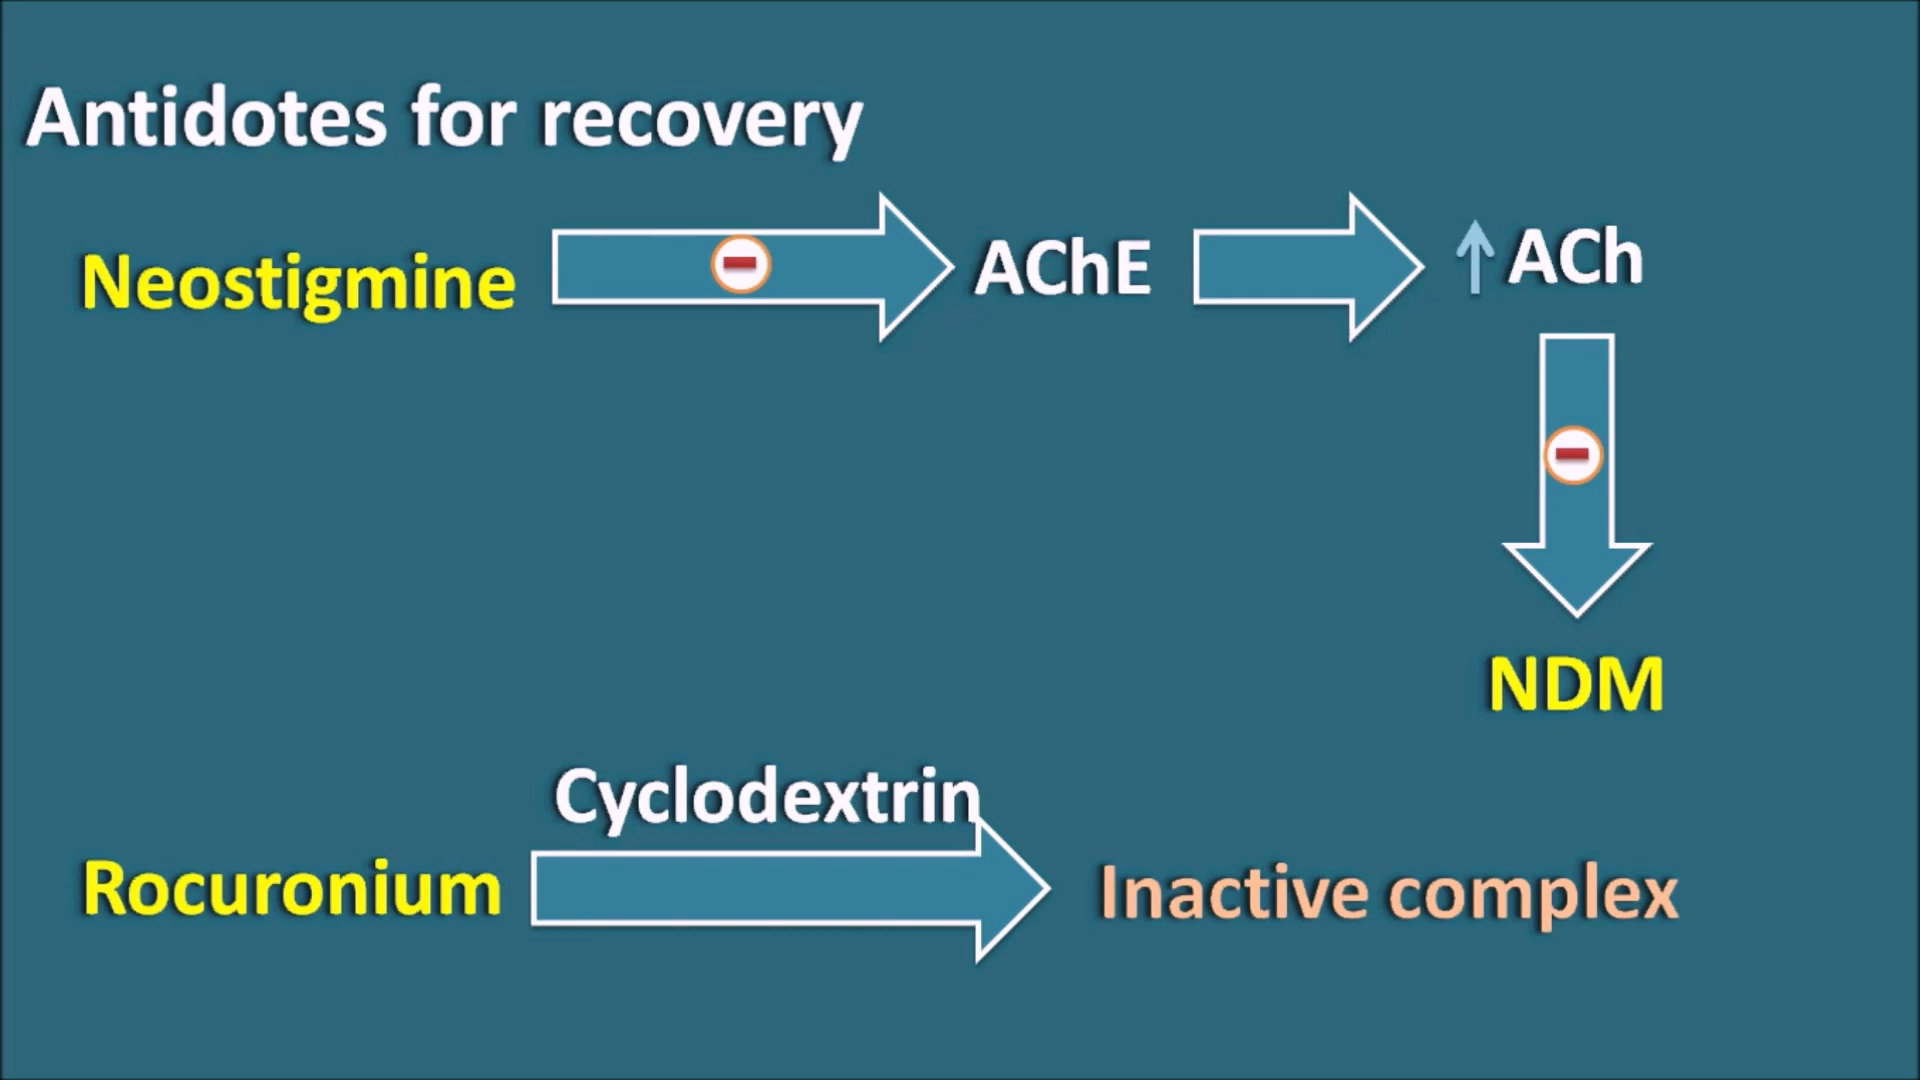 Antidotes for recovery
Neostigmine
AChE
ACh
NDM
Cyclodextrin
Rocuronium
Inactive complex